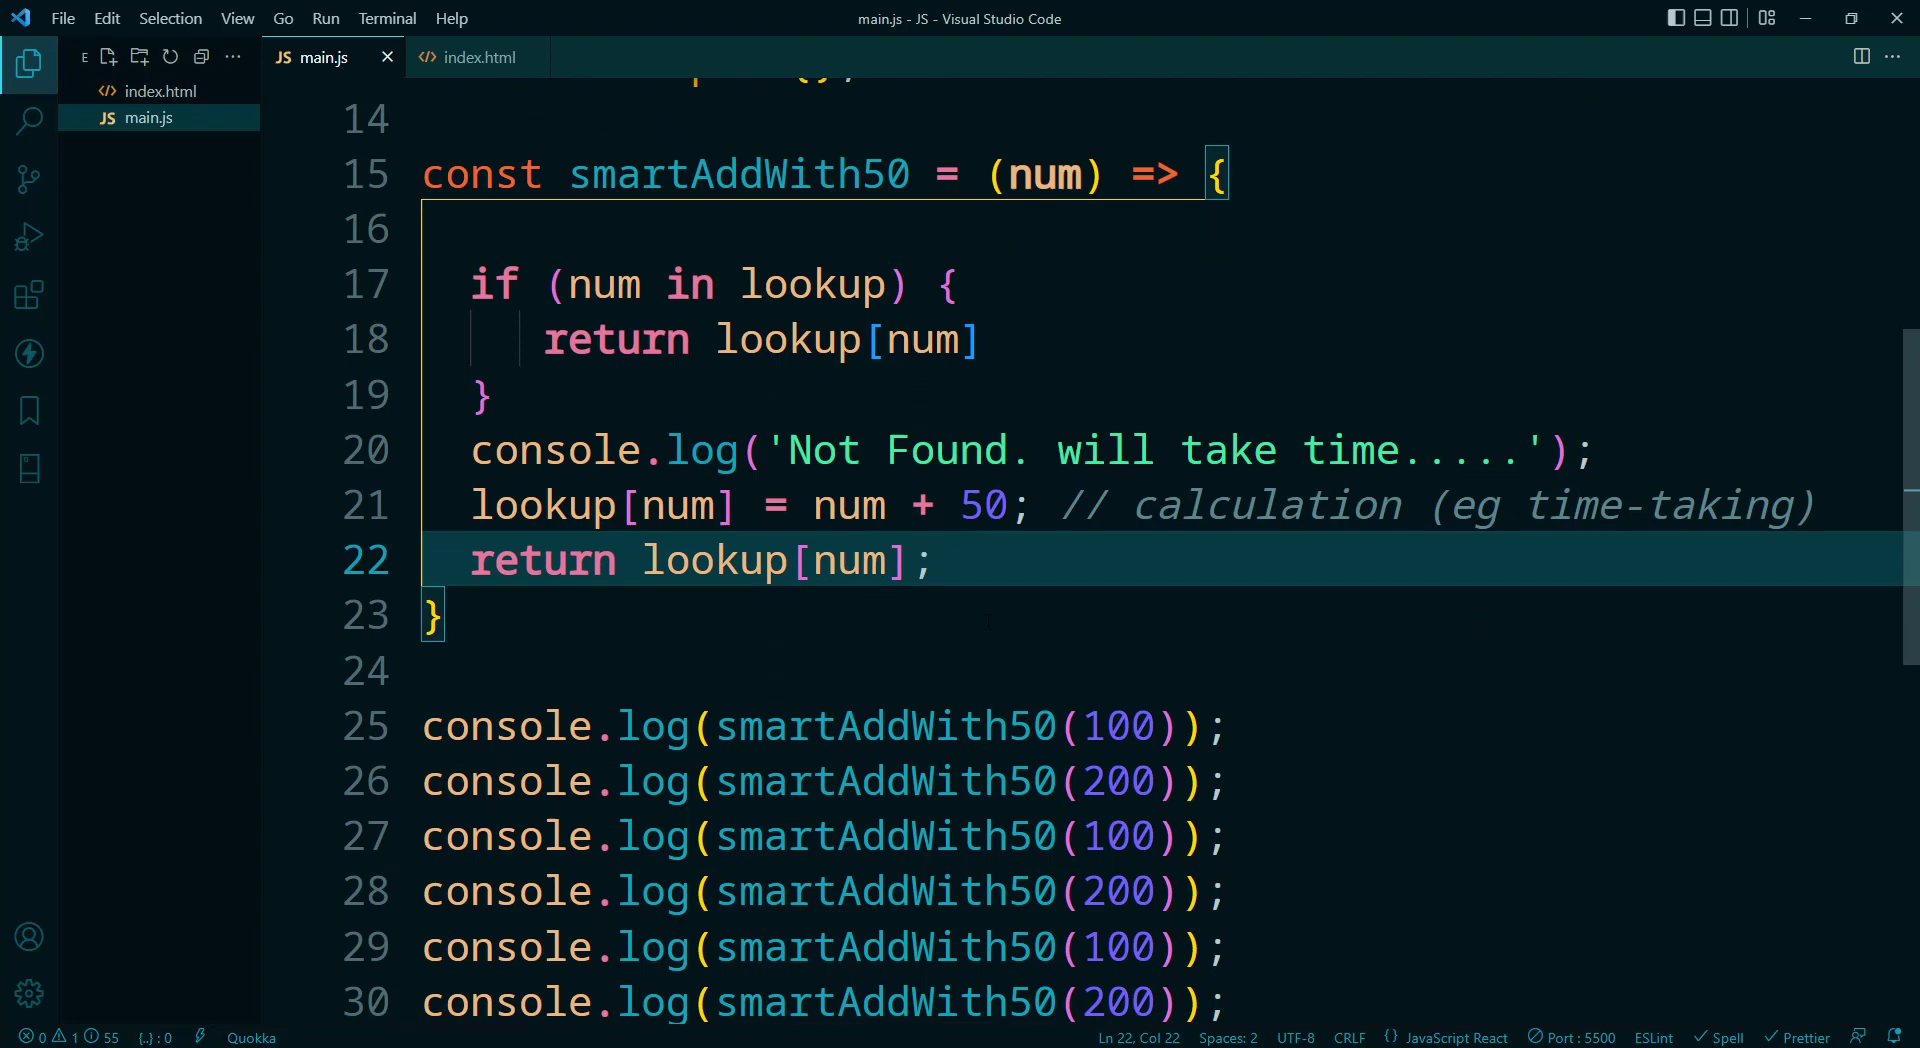 File Edit Selection View Go Run Terminal Help main.js - JS - Visual Studio Code
E
JS main.js index.html
index.html
JS main.js
14
15 const smartAddWith50 = (num) => {
16
17 if (num in lookup) {
18 return lookup[num]
19 }
20 console.log('Not Found. will take time.....');
21 lookup[num] = num + 50; // calculation (eg time-taking)
22 return lookup[num];
23 }
24
25 console.log(smartAddWith50(100));
26 console.log(smartAddWith50(200));
27 console.log(smartAddWith50(100));
28 console.log(smartAddWith50(200));
29 console.log(smartAddWith50(100));
30 console.log(smartAddWith50(200));
0 1 55 {..} : 0 Quokka Ln 22, Col 22 Spaces: 2 UTF-8 CRLF {} JavaScript React Port : 5500 ESLint Spell Prettier